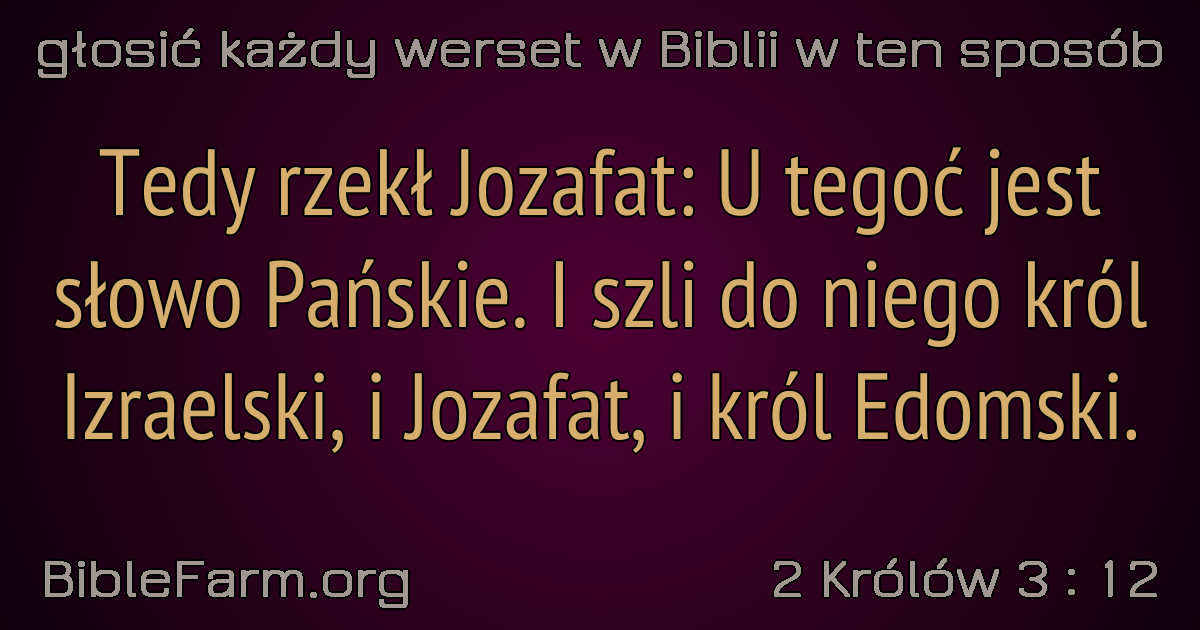 głosić każdy werset w Biblii w ten sposób
Tedy rzekł Jozafat: U tegoć jest
słowo Pańskie. I szli do niego król
Izraelski, i Jozafat, i król Edomski.
BibleFarm.org
2 Królów 3 : 12